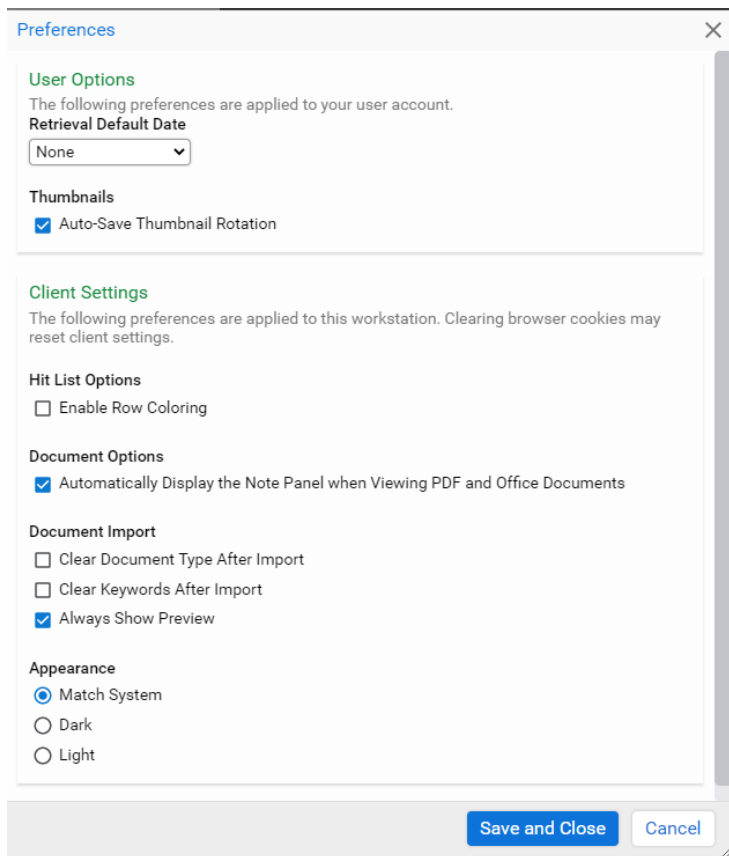 Preferences
User Options
The following preferences are applied to your user account.
Retrieval Default Date
None
Thumbnails
Auto-Save Thumbnail Rotation
Client Settings
The following preferences are applied to this workstation. Clearing browser cookies may
reset client settings.
Hit List Options
Enable Row Coloring
Document Options
Automatically Display the Note Panel when Viewing PDF and Office Documents
Document Import
Clear Document Type After Import
Clear Keywords After Import
Always Show Preview
Appearance
Match System
Dark
Light
Save and Close
Cancel